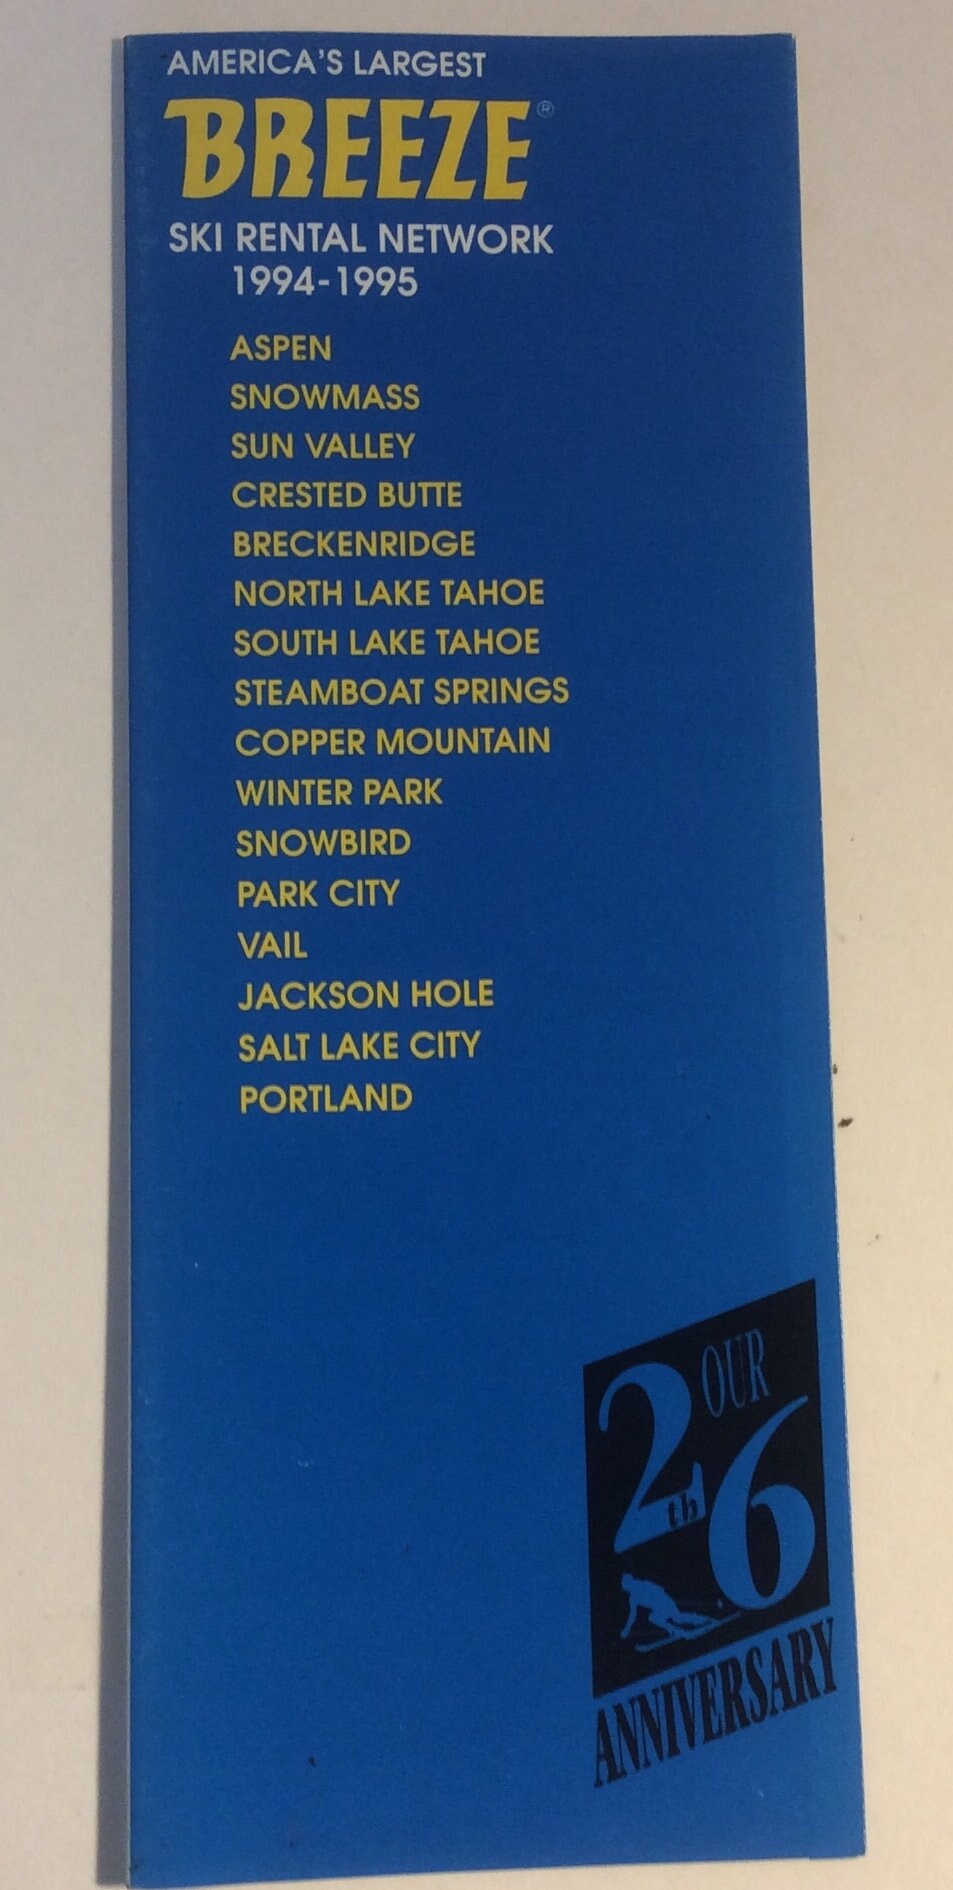 AMERICA'S LARGEST
BREEZE®
SKI RENTAL NETWORK
1994-1995
ASPEN
SNOWMASS
SUN VALLEY
CRESTED BUTTE
BRECKENRIDGE
NORTH LAKE TAHOE
SOUTH LAKE TAHOE
STEAMBOAT SPRINGS
COPPER MOUNTAIN
WINTER PARK
SNOWBIRD
PARK CITY
VAIL
JACKSON HOLE
SALT LAKE CITY
PORTLAND
OUR
26th
ANNIVERSARY